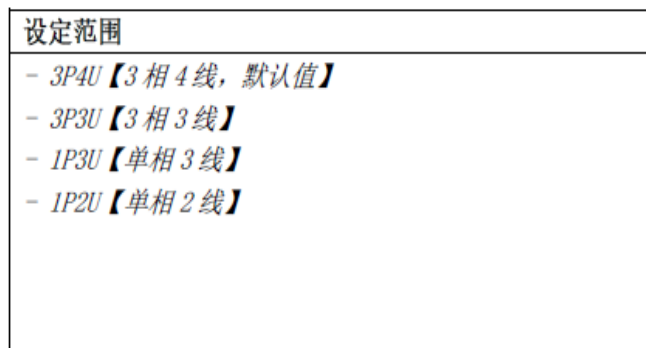 设定范围
- 3P4U【3 相 4 线，默认值】
- 3P3U【3 相 3 线】
- 1P3U【单相 3 线】
- 1P2U【单相 2 线】